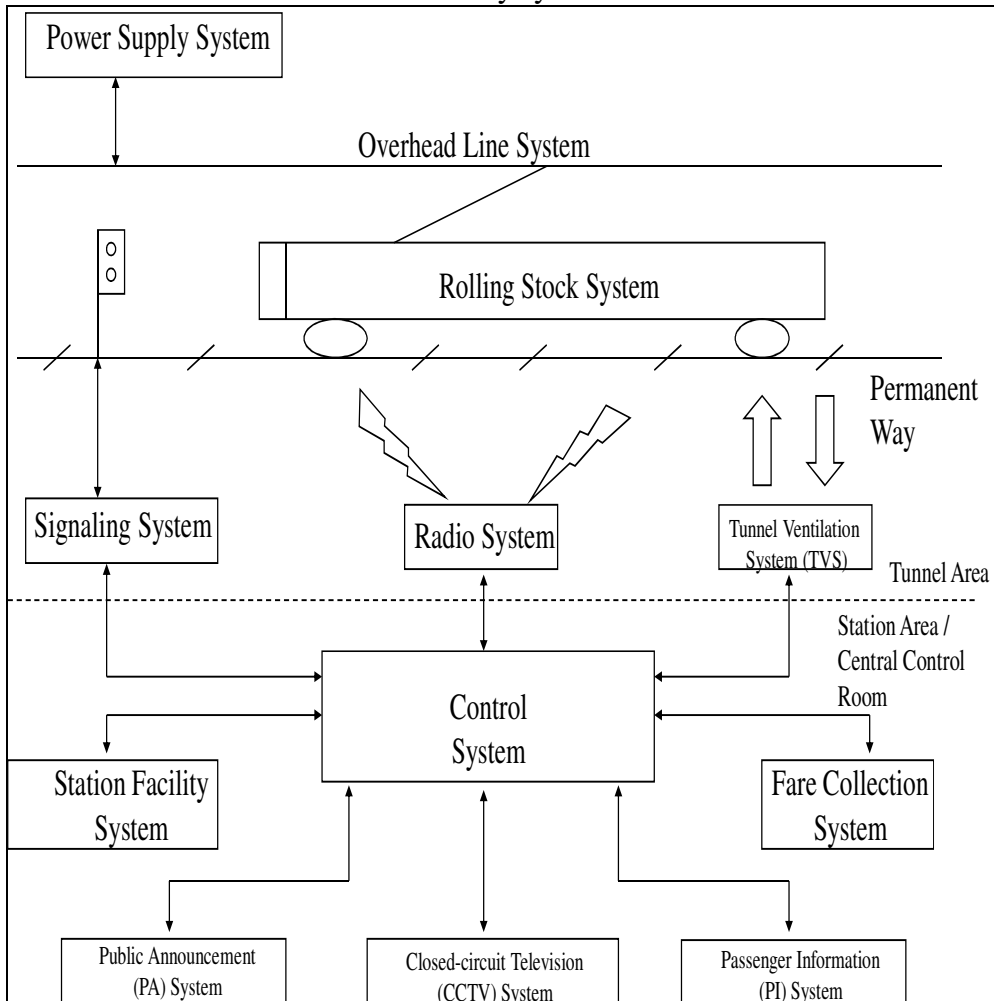 Power Supply System
Overhead Line System
Rolling Stock System
Permanent
Way
Signaling System
Radio System
Tunnel Ventilation
System (TVS)
Tunnel Area
Station Area /
Central Control
Room
Control
System
Station Facility
System
Fare Collection
System
Public Announcement
(PA) System
Closed-circuit Television
(CCTV) System
Passenger Information
(PI) System